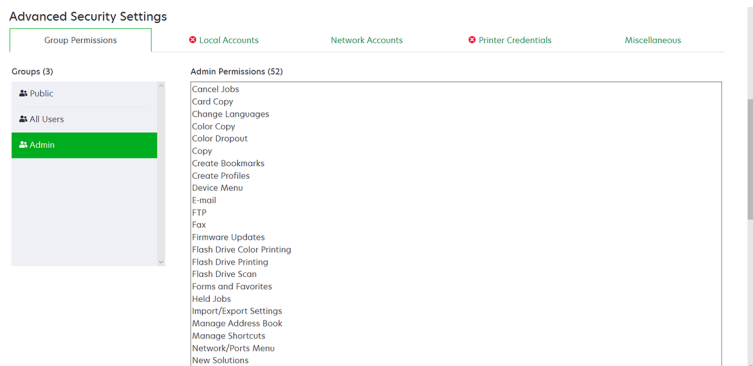 Advanced Security Settings
Group Permissions
Local Accounts
Network Accounts
Printer Credentials
Miscellaneous
Groups (3)
Public
All Users
Admin
Admin Permissions (52)
Cancel Jobs
Card Copy
Change Languages
Color Copy
Color Dropout
Copy
Create Bookmarks
Create Profiles
Device Menu
E-mail
FTP
Fax
Firmware Updates
Flash Drive Color Printing
Flash Drive Printing
Flash Drive Scan
Forms and Favorites
Held Jobs
Import/Export Settings
Manage Address Book
Manage Shortcuts
Network/Ports Menu
New Solutions